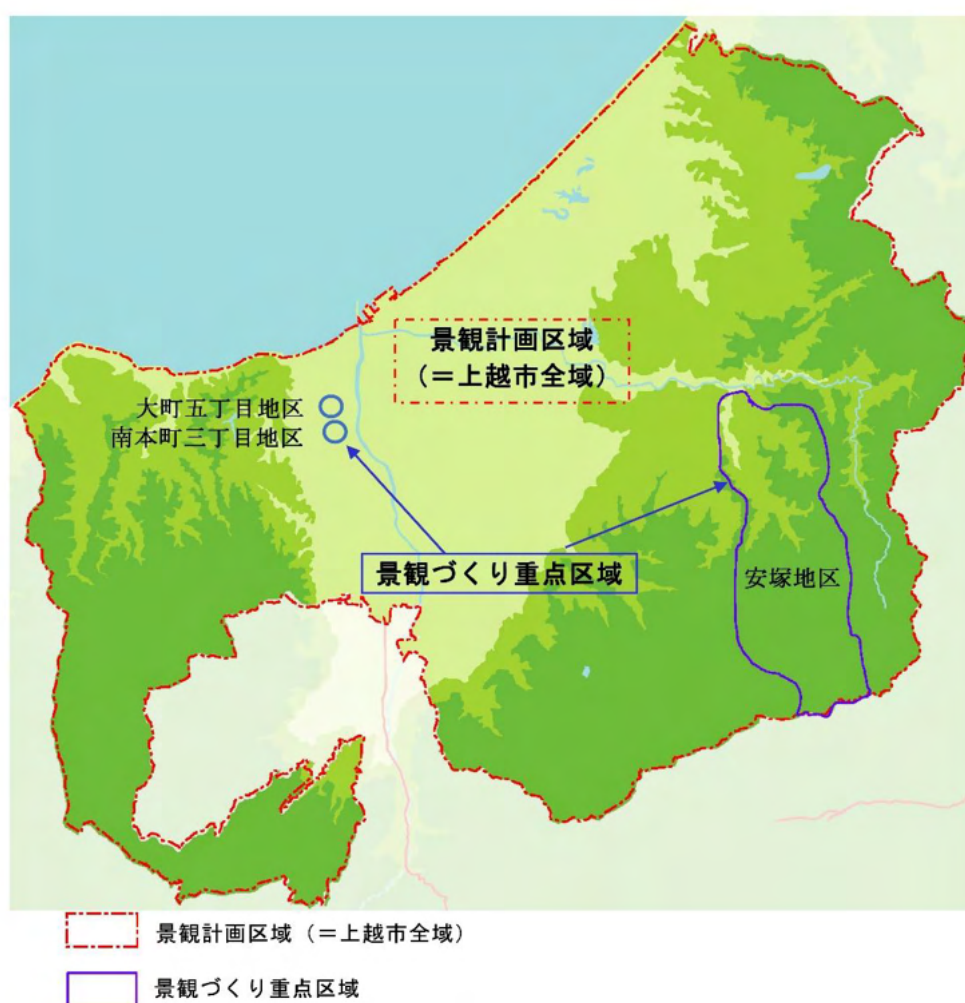 景観計画区域
(＝上越市全域)
大町五丁目地区
南本町三丁目地区
景観づくり重点区域
安塚地区
景観計画区域(＝上越市全域)
景観づくり重点区域